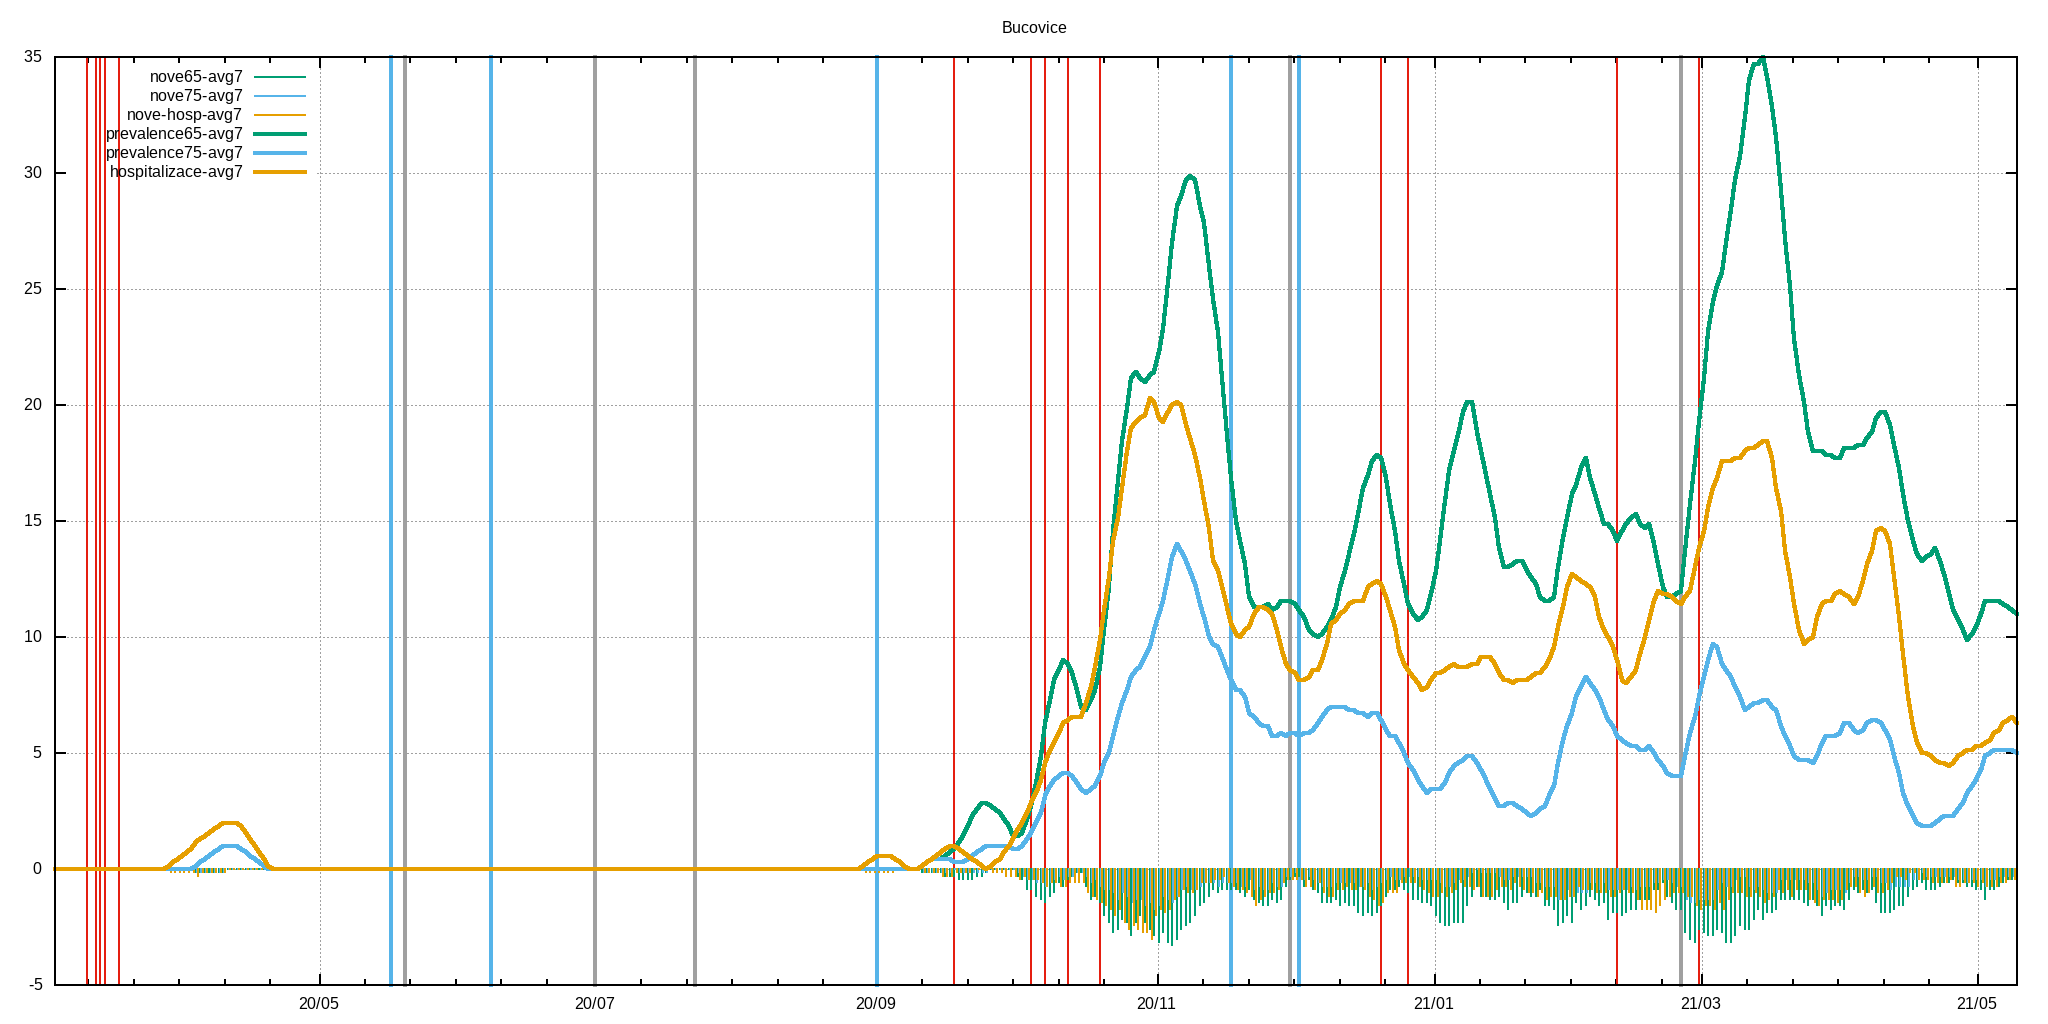 Bucovice
35
30
25
20
15
10
5
0
-5
nove65-avg7
nove75-avg7
nove-hosp-avg7
prevalence65-avg7
prevalence75-avg7
hospitalizace-avg7
20/05 20/07 20/09 20/11 21/01 21/03 21/05